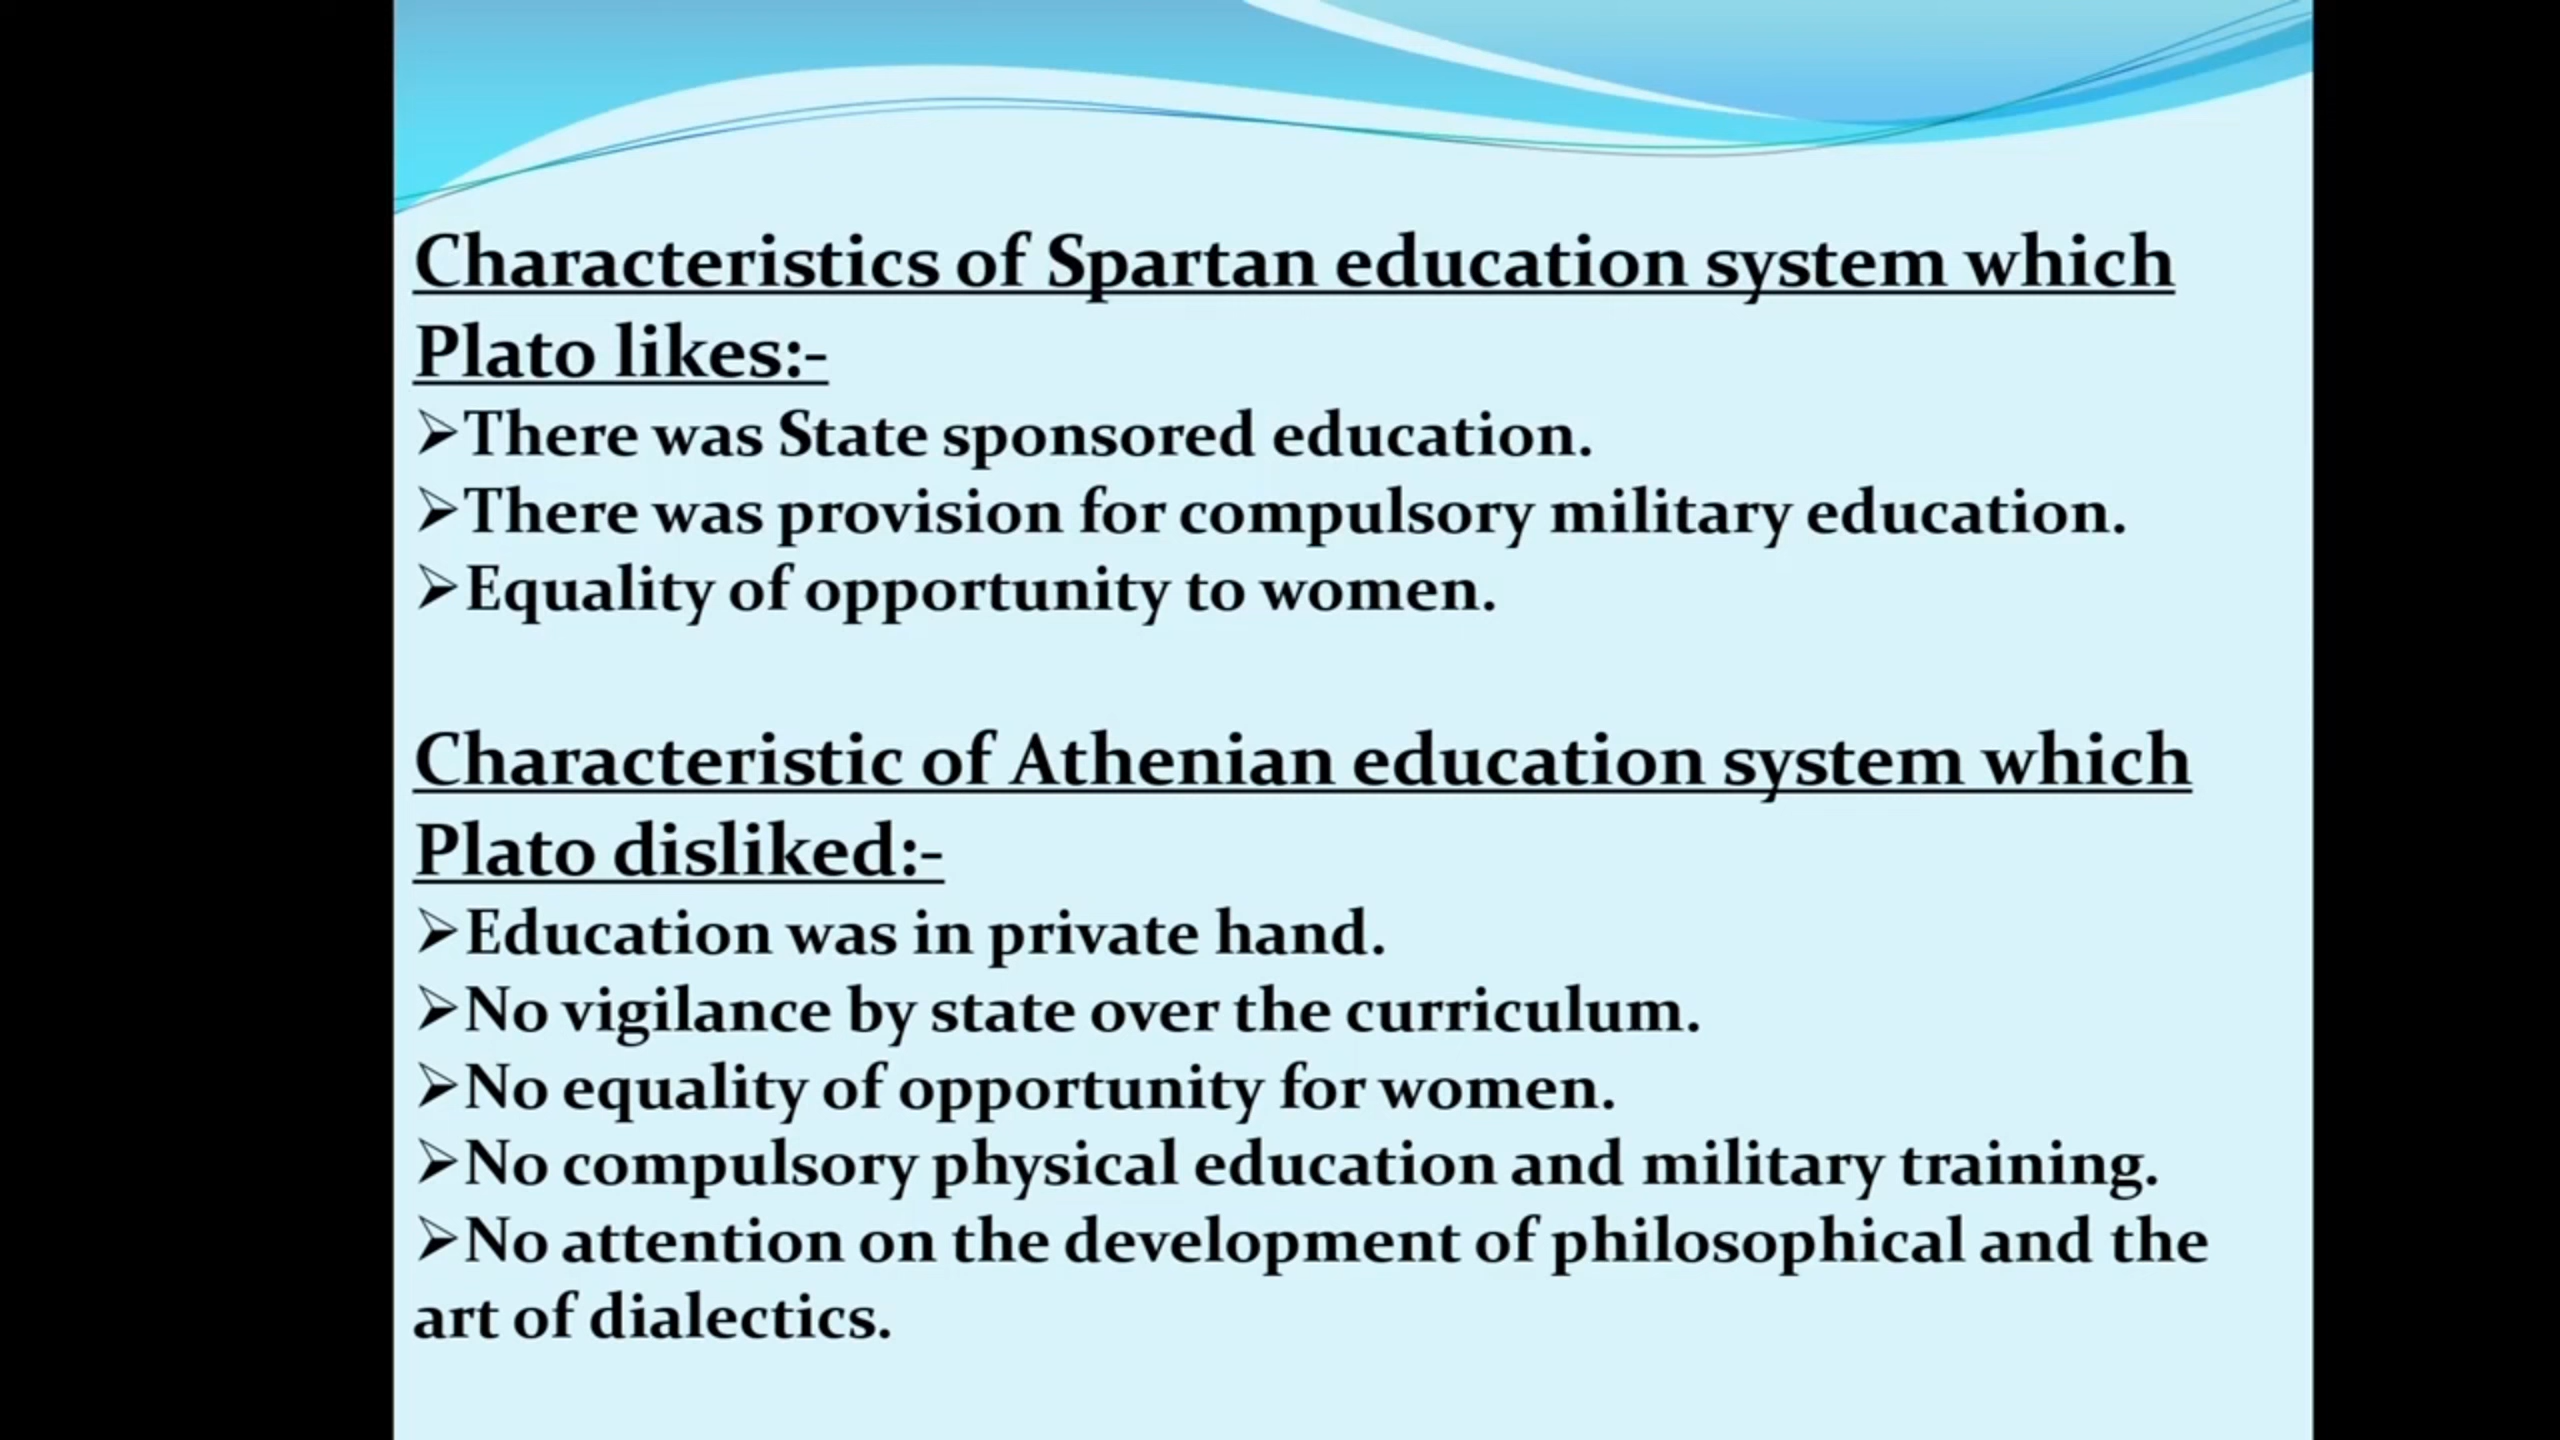 Characteristics of Spartan education system which
Plato likes:-
➢There was State sponsored education.
➢There was provision for compulsory military education.
➢Equality of opportunity to women.
Characteristic of Athenian education system which
Plato disliked:-
➢Education was in private hand.
➢No vigilance by state over the curriculum.
➢No equality of opportunity for women.
➢No compulsory physical education and military training.
➢No attention on the development of philosophical and the
art of dialectics.